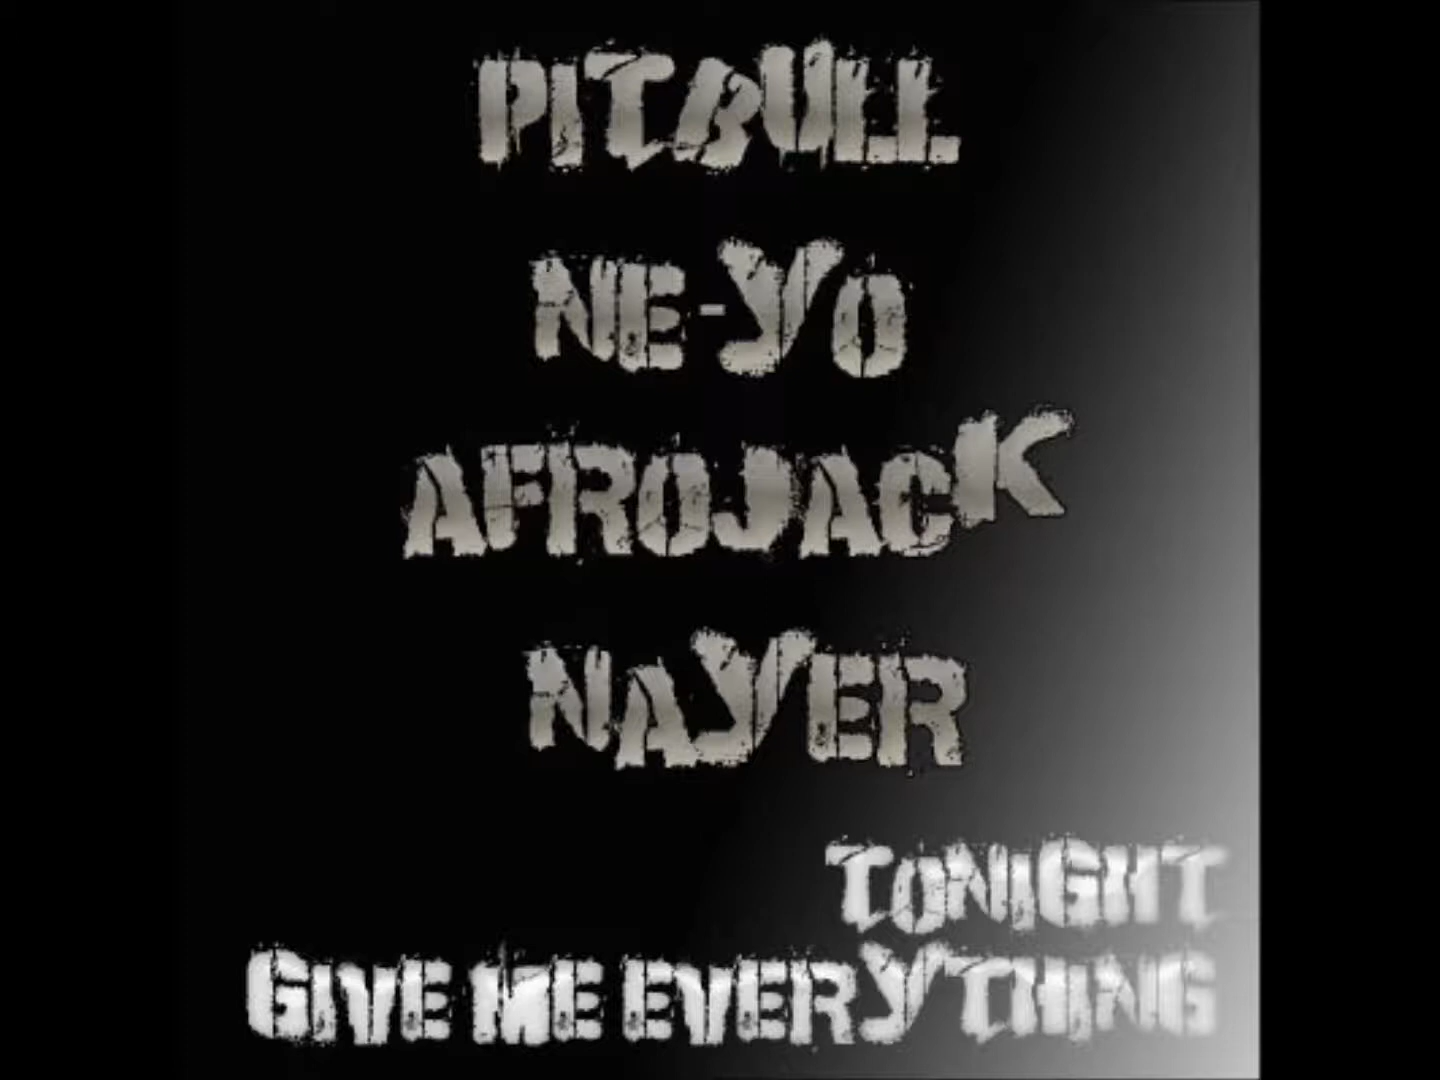 PITBULL
NE-YO
AFROJACK
NAYER
TONIGHT
GIVE ME EVERYTHING